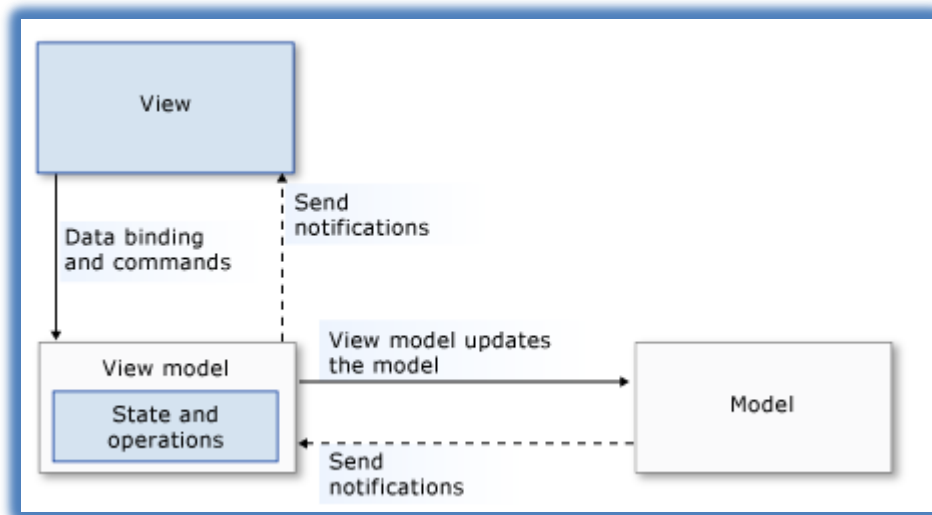 View
Send
notifications
Data binding
and commands
View model updates
the model
View model
State and
operations
Model
Send
notifications